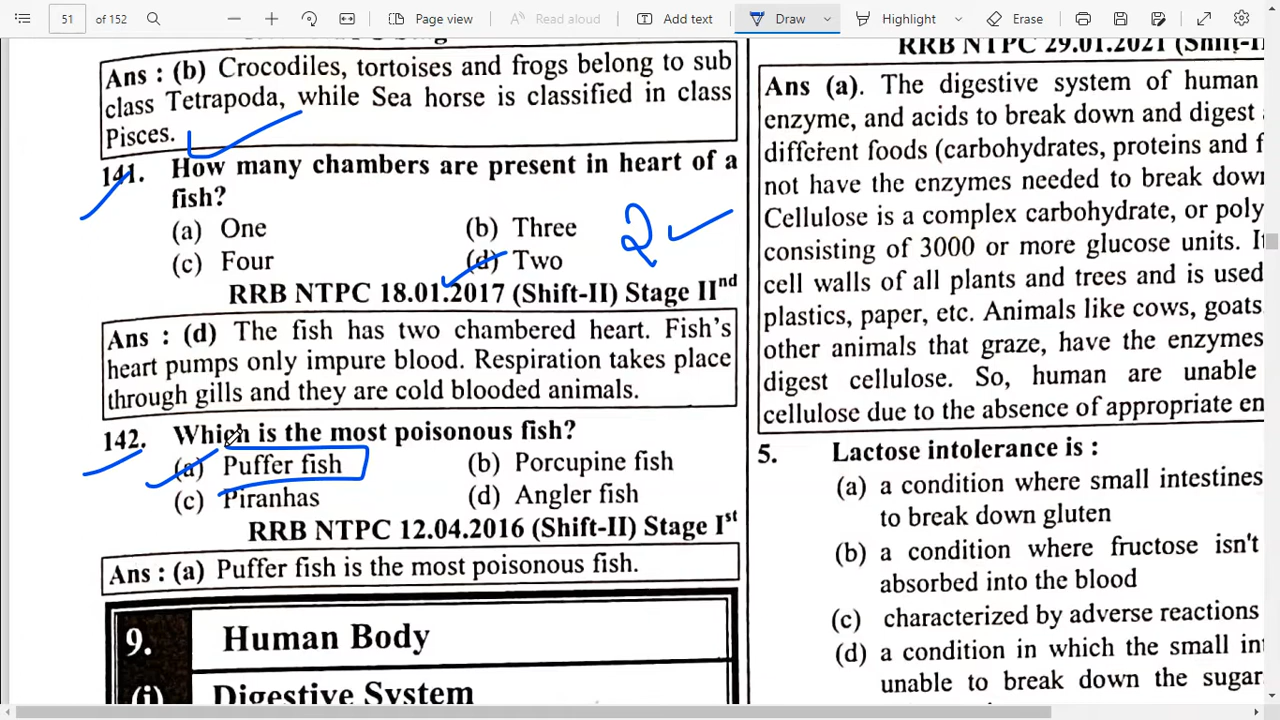 51 of 152
Page view
Read aloud
Add text
Draw
Highlight
Erase
Ans : (b) Crocodiles, tortoises and frogs belong to sub
class Tetrapoda, while Sea horse is classified in class
Pisces.
141. How many chambers are present in heart of a
fish?
(a) One (b) Three
(c) Four (d) Two
2
RRB NTPC 18.01.2017 (Shift-II) Stage IInd
Ans : (d) The fish has two chambered heart. Fish's
heart pumps only impure blood. Respiration takes place
through gills and they are cold blooded animals.
142. Which is the most poisonous fish?
(a) Puffer fish (b) Porcupine fish
(c) Piranhas (d) Angler fish
RRB NTPC 12.04.2016 (Shift-II) Stage Ist
Ans : (a) Puffer fish is the most poisonous fish.
9. Human Body
(i) Digestive System
RRB NTPC 29.01.2021 (Shift-I
Ans (a). The digestive system of human
enzyme, and acids to break down and digest
different foods (carbohydrates, proteins and f
not have the enzymes needed to break dow
Cellulose is a complex carbohydrate, or poly
consisting of 3000 or more glucose units. I
cell walls of all plants and trees and is used
plastics, paper, etc. Animals like cows, goats
other animals that graze, have the enzymes
digest cellulose. So, human are unable
cellulose due to the absence of appropriate en
5. Lactose intolerance is :
(a) a condition where small intestines
to break down gluten
(b) a condition where fructose isn't
absorbed into the blood
(c) characterized by adverse reactions
(d) a condition in which the small in
unable to break down the sugar